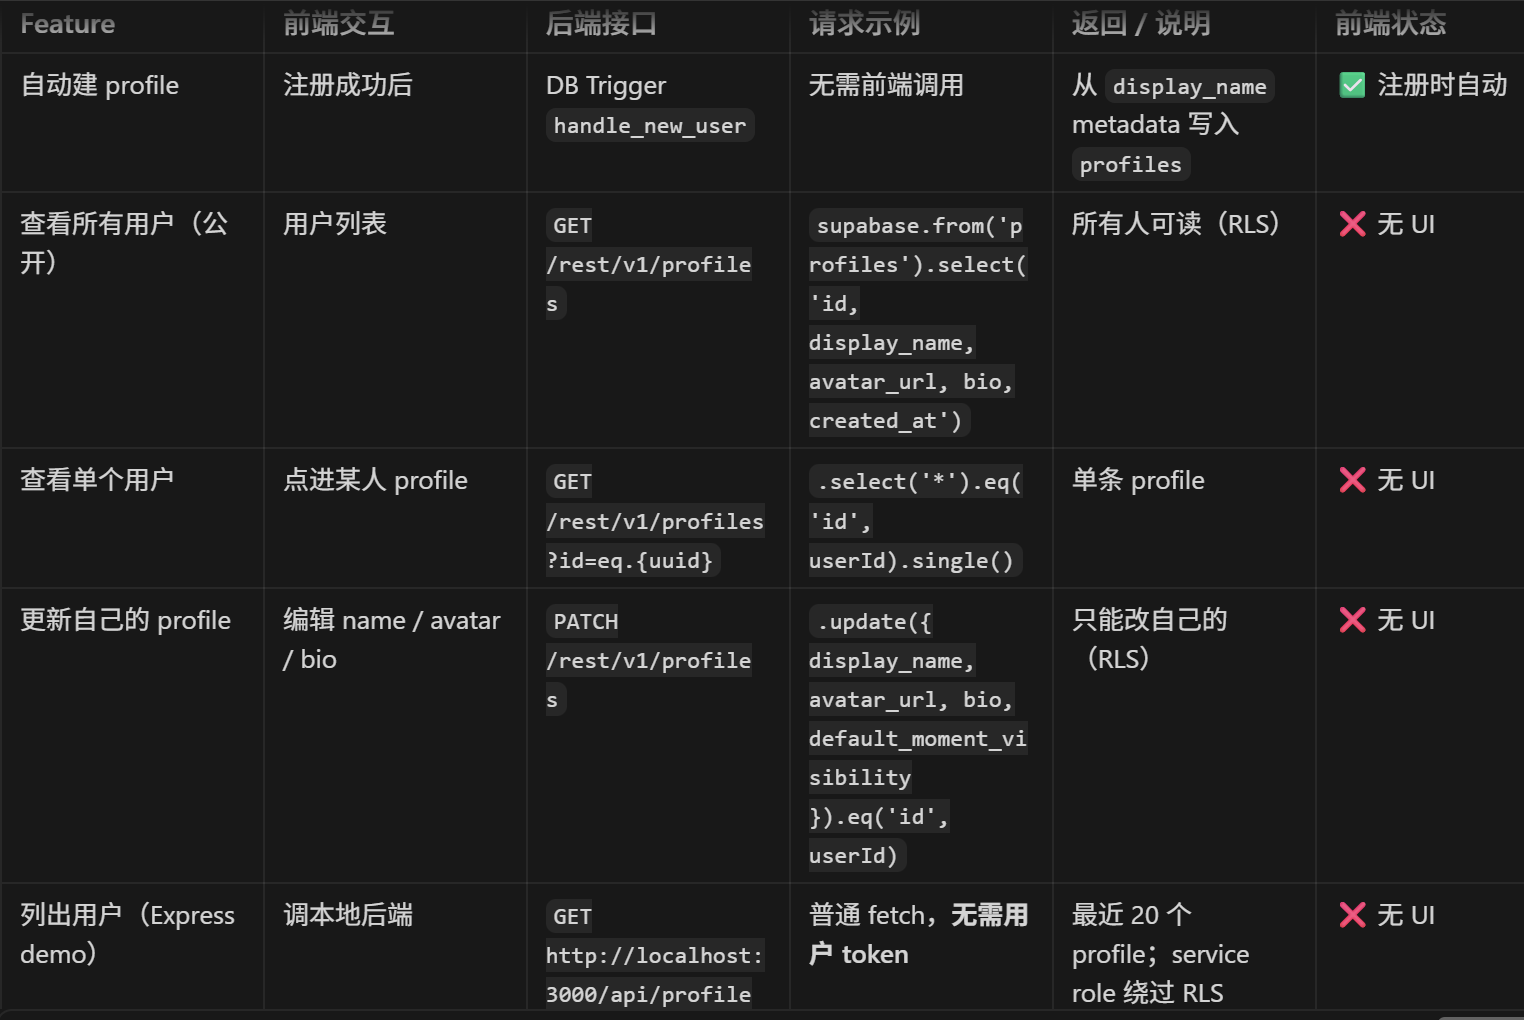 Feature
前端交互
后端接口
请求示例
返回 / 说明
前端状态
自动建 profile
注册成功后
DB Trigger
handle_new_user
无需前端调用
从 display_name
metadata 写入
profiles
✅ 注册时自动
查看所有用户（公
开）
用户列表
GET
/rest/v1/profile
s
supabase.from('p
rofiles').select(
'id,
display_name,
avatar_url, bio,
created_at')
所有人可读（RLS）
❌ 无 UI
查看单个用户
点进某人 profile
GET
/rest/v1/profiles
?id=eq.{uuid}
.select('*').eq(
'id',
userId).single()
单条 profile
❌ 无 UI
更新自己的 profile
编辑 name / avatar
/ bio
PATCH
/rest/v1/profile
s
.update({
display_name,
avatar_url, bio,
default_moment_vi
sibility
}).eq('id',
userId)
只能改自己的
（RLS）
❌ 无 UI
列出用户（Express
demo）
调本地后端
GET
http://localhost:
3000/api/profile
普通 fetch，无需用
户 token
最近 20 个
profile；service
role 绕过 RLS
❌ 无 UI